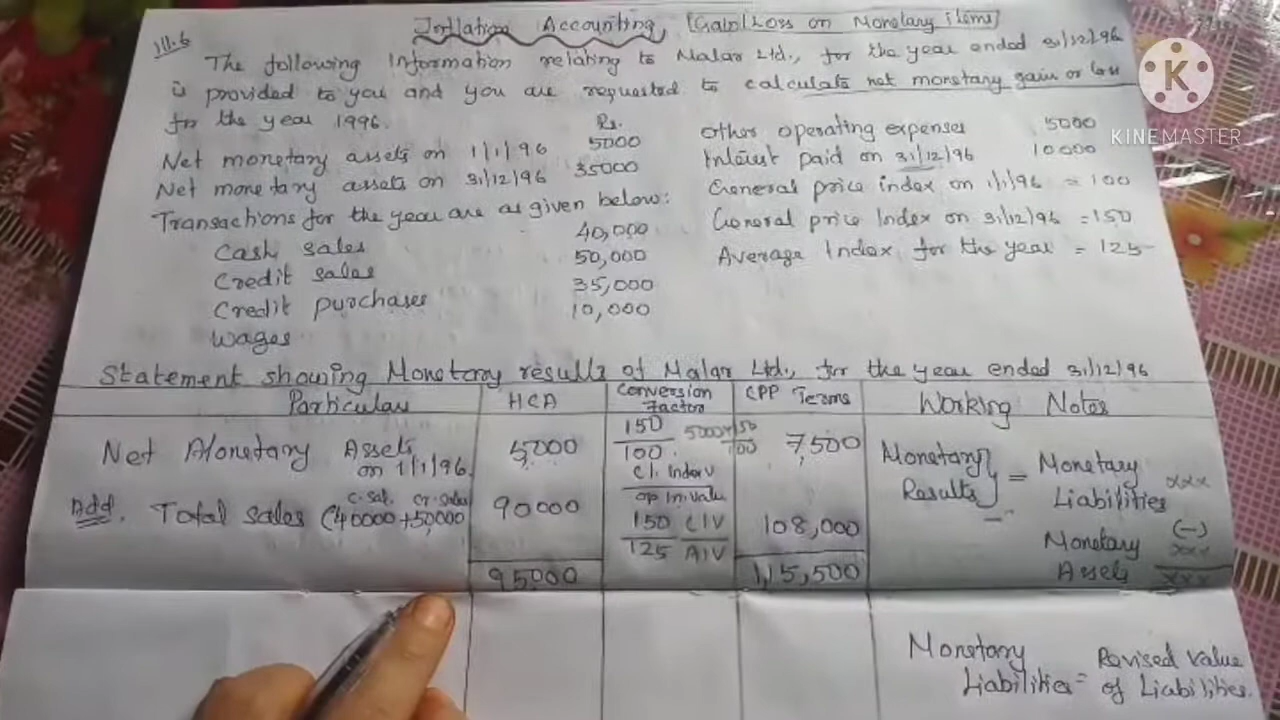 Inflation Accounting [Gain/Loss on Monetary items]
Ill.6
The following Information relating to Malar Ltd., for the year ended 31/12/96
is provided to you and you are requested to calculate net monetary gain or loss
for the year 1996.
Rs.
Net monetary assets on 1/1/96 5000
Net monetary assets on 31/12/96 35000
Transactions for the year are as given below:
Cash sales 40,000
Credit sales 50,000
Credit purchases 35,000
Wages 10,000
Other operating expenses 5000
Interest paid on 31/12/96 10000
General price index on 1/1/96 = 100
General price Index on 31/12/96 = 150
Average Index for the year = 125
KINEMASTER
K
Statement showing Monetary results of Malar Ltd., for the year ended 31/12/96
Particulars HCA Conversion Factor CPP Terms Working Notes
Net Monetary Assets on 1/1/96 5000 150/100 5000×150/100 7,500
Cl. Index v
op In. value
Add. Total sales (40000+50000 90000 150/125 CIV/AIV 108,000
C.Sal. Cr.Sales
95000 1,15,500
Monetary Results = Monetary Liabilities xxx
(-)
Monetary Assets xxx
xxx
Monetary Liabilities = Revised value of Liabilities.